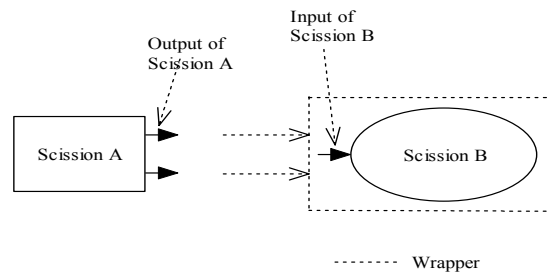 Input of
Scission B
Output of
Scission A
Scission A
Scission B
Wrapper